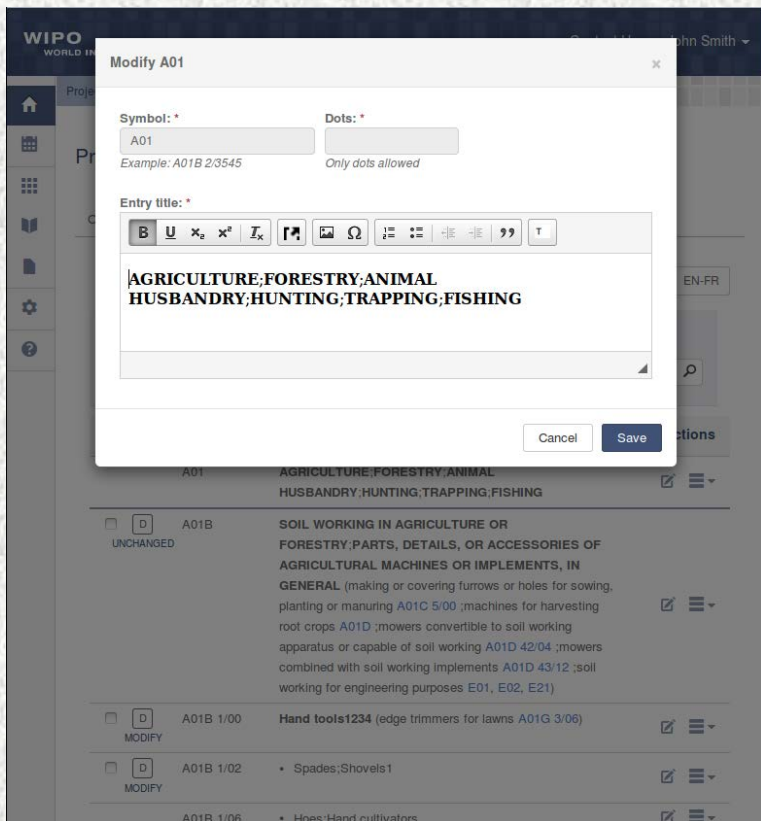 WIPO
WORLD IN
John Smith
Proje
Modify A01
×
Pr
Symbol: *
Dots: *
A01
Example: A01B 2/3545
Only dots allowed
Entry title: *
B U x₂ x² Tx Ω T
AGRICULTURE;FORESTRY;ANIMAL
HUSBANDRY;HUNTING;TRAPPING;FISHING
EN-FR
Cancel
Save
ctions
A01
AGRICULTURE;FORESTRY;ANIMAL
HUSBANDRY;HUNTING;TRAPPING;FISHING
D
A01B
SOIL WORKING IN AGRICULTURE OR
UNCHANGED
FORESTRY;PARTS, DETAILS, OR ACCESSORIES OF
AGRICULTURAL MACHINES OR IMPLEMENTS, IN
GENERAL (making or covering furrows or holes for sowing,
planting or manuring A01C 5/00 ;machines for harvesting
root crops A01D ;mowers convertible to soil working
apparatus or capable of soil working A01D 42/04 ;mowers
combined with soil working implements A01D 43/12 ;soil
working for engineering purposes E01, E02, E21)
D
A01B 1/00
Hand tools1234 (edge trimmers for lawns A01G 3/06)
MODIFY
D
A01B 1/02
• Spades;Shovels1
MODIFY
A01B 1/06
• Hoes;Hand cultivators